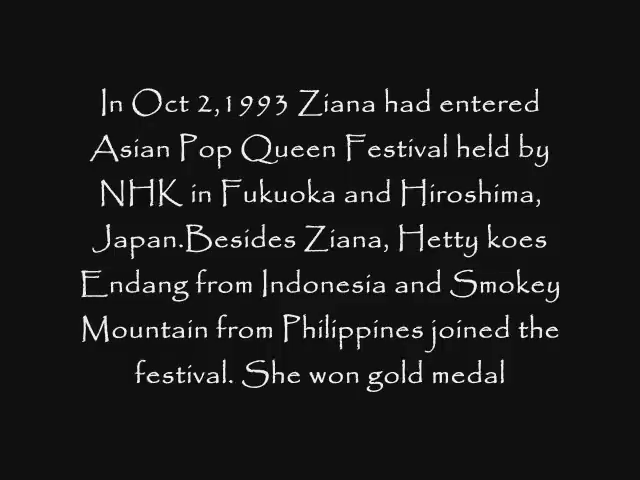 In Oct 2,1993 Ziana had entered
Asian Pop Queen Festival held by
NHK in Fukuoka and Hiroshima,
Japan.Besides Ziana, Hetty koes
Endang from Indonesia and Smokey
Mountain from Philippines joined the
festival. She won gold medal